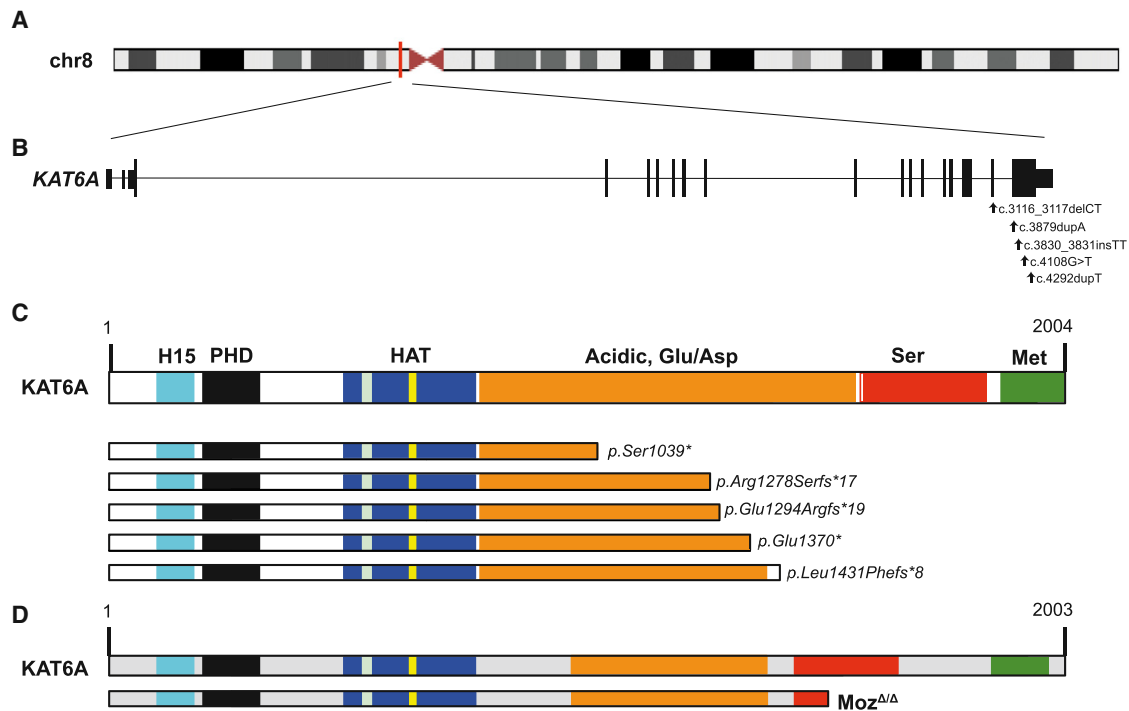 A
chr8
B
KAT6A
c.3116_3117delCT
c.3879dupA
c.3830_3831insTT
c.4108G>T
c.4292dupT
C
1 2004
H15 PHD HAT Acidic, Glu/Asp Ser Met
KAT6A
p.Ser1039*
p.Arg1278Serfs*17
p.Glu1294Argfs*19
p.Glu1370*
p.Leu1431Phefs*8
D
1 2003
KAT6A
MozΔ/Δ